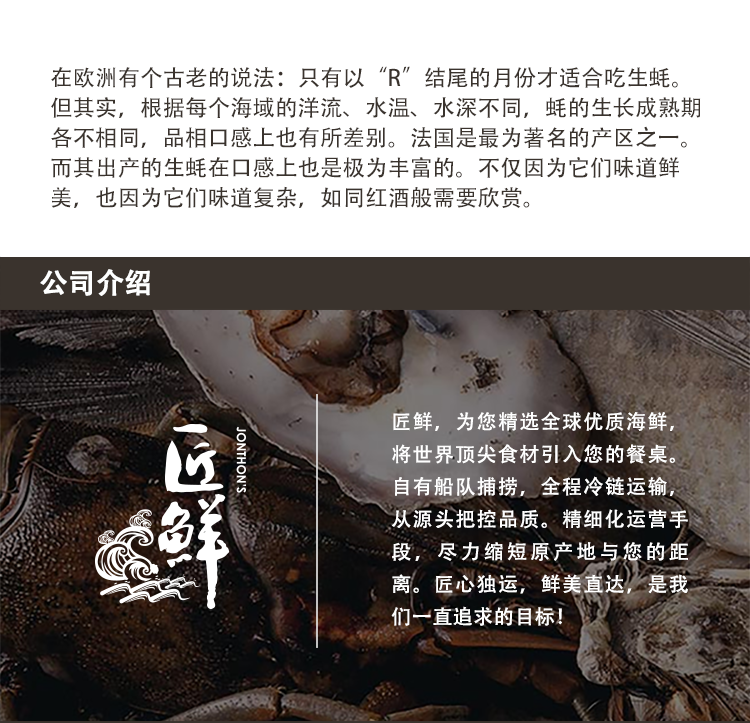 在欧洲有个古老的说法：只有以“R”结尾的月份才适合吃生蚝。
但其实，根据每个海域的洋流、水温、水深不同，蚝的生长成熟期
各不相同，品相口感上也有所差别。法国是最为著名的产区之一。
而其出产的生蚝在口感上也是极为丰富的。不仅因为它们味道鲜
美，也因为它们味道复杂，如同红酒般需要欣赏。
公司介绍
匠鲜
JONTHON'S
匠鲜，为您精选全球优质海鲜，
将世界顶尖食材引入您的餐桌。
自有船队捕捞，全程冷链运输，
从源头把控品质。精细化运营手
段，尽力缩短原产地与您的距
离。匠心独运，鲜美直达，是我
们一直追求的目标!